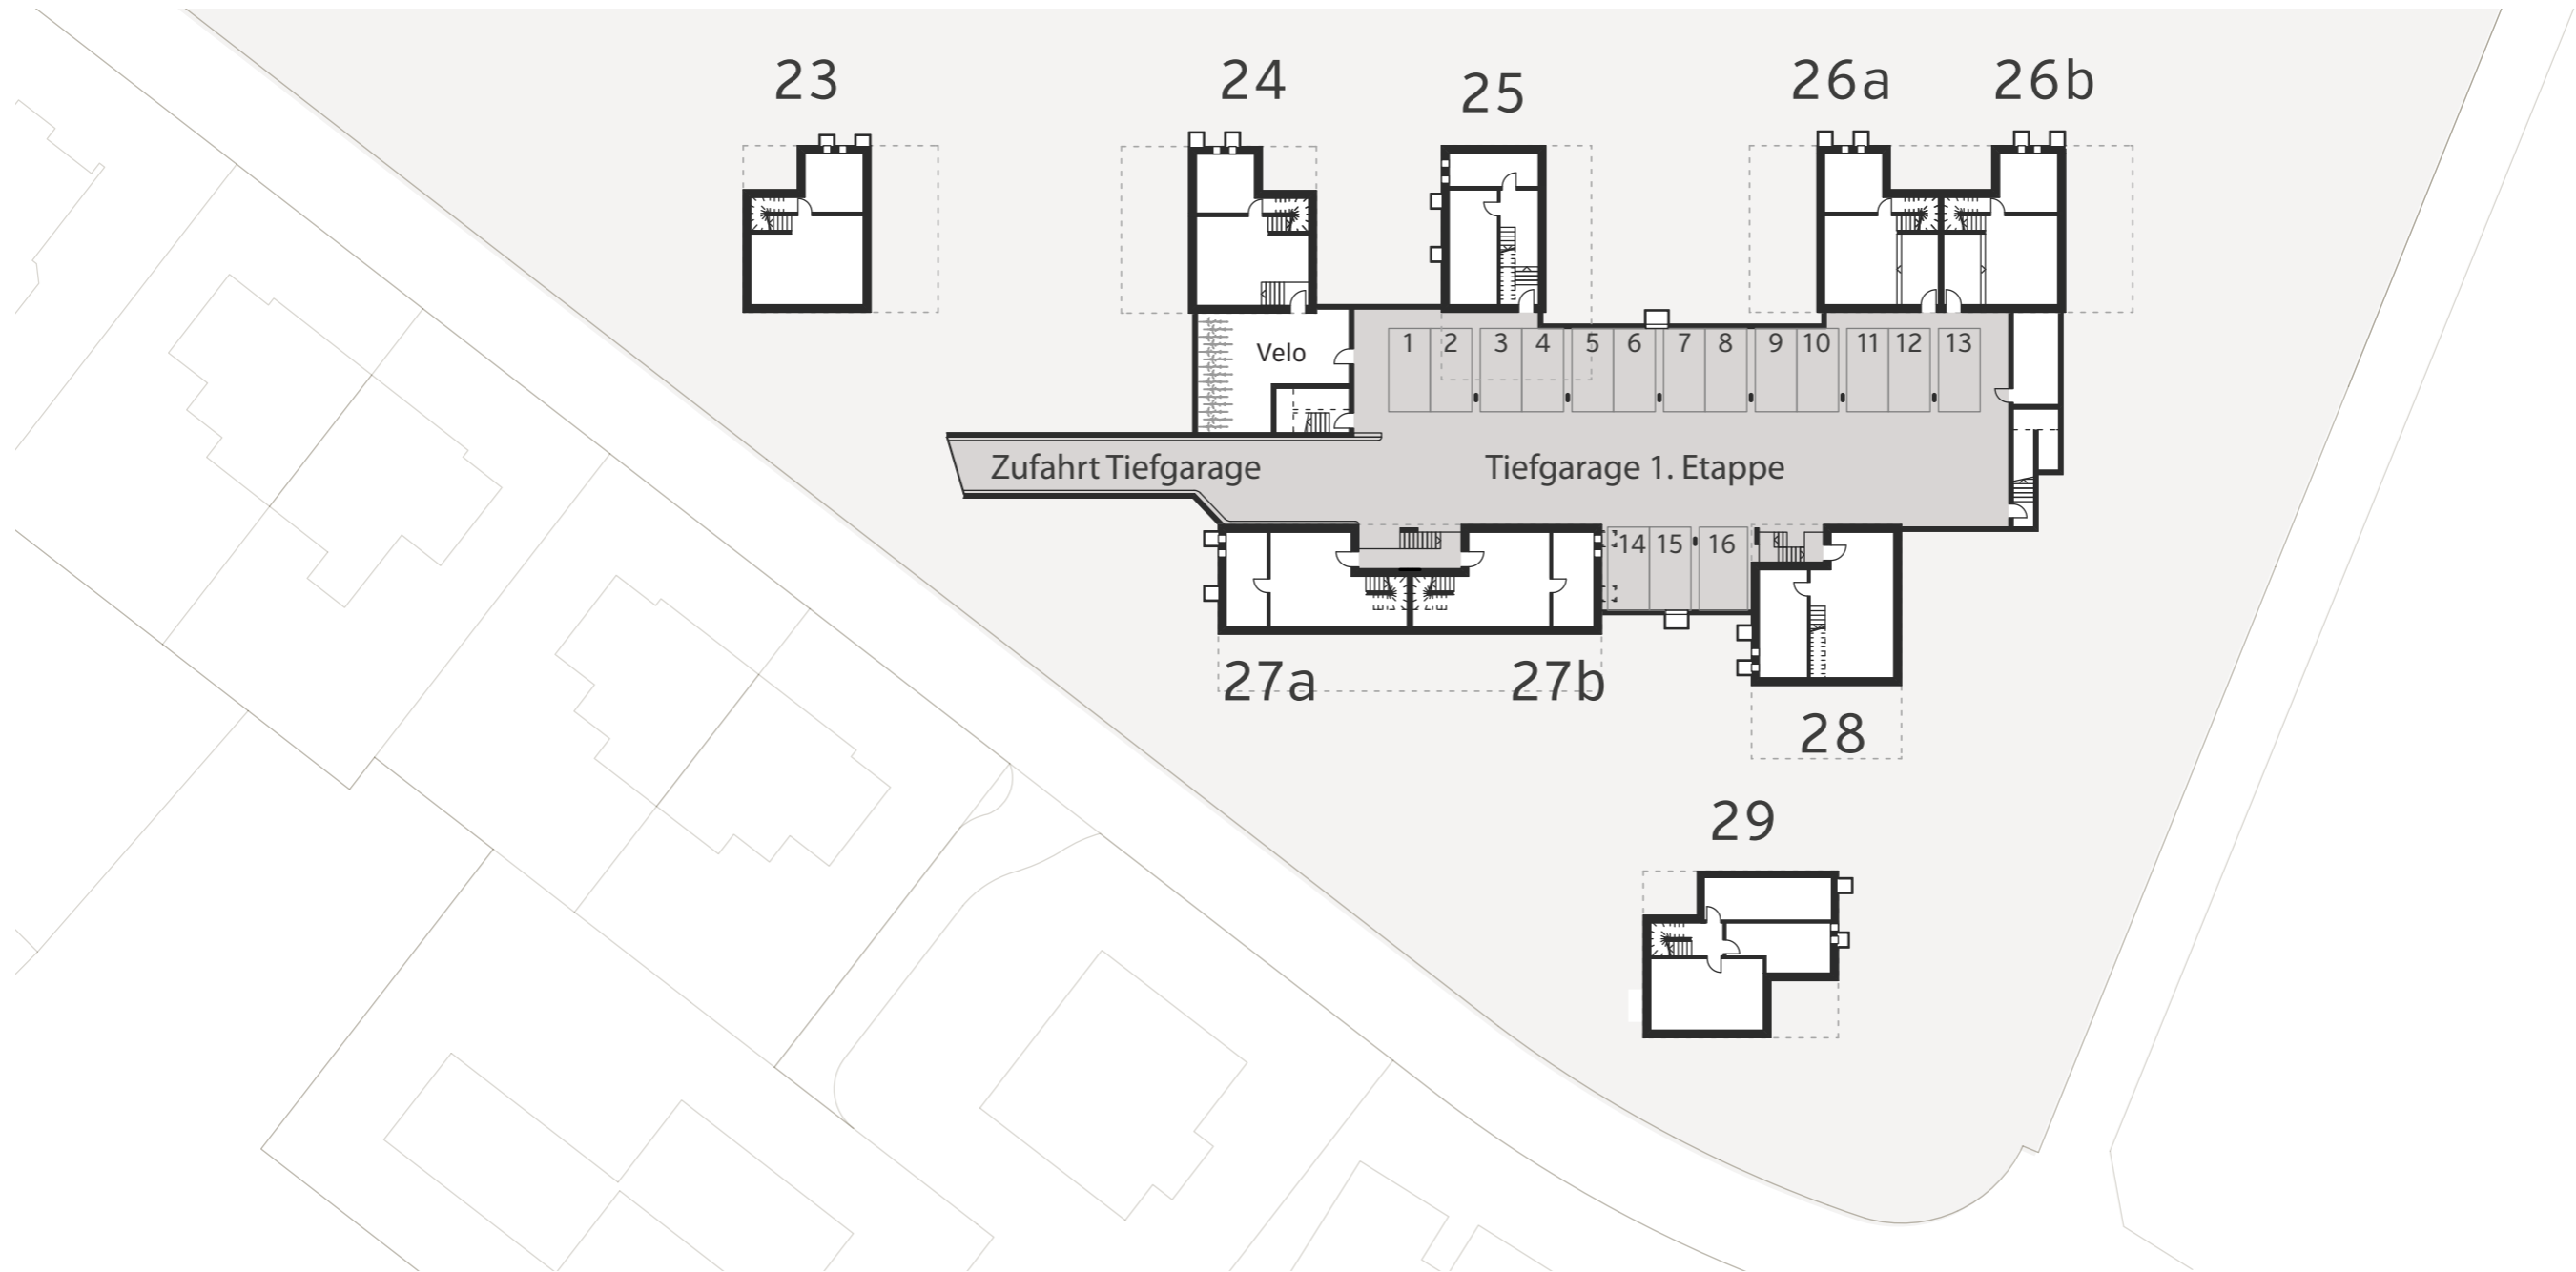 23 24 25 26a 26b
1 2 3 4 5 6 7 8 9 10 11 12 13
Velo
Zufahrt Tiefgarage Tiefgarage 1. Etappe
14 15 16
27a 27b
28
29